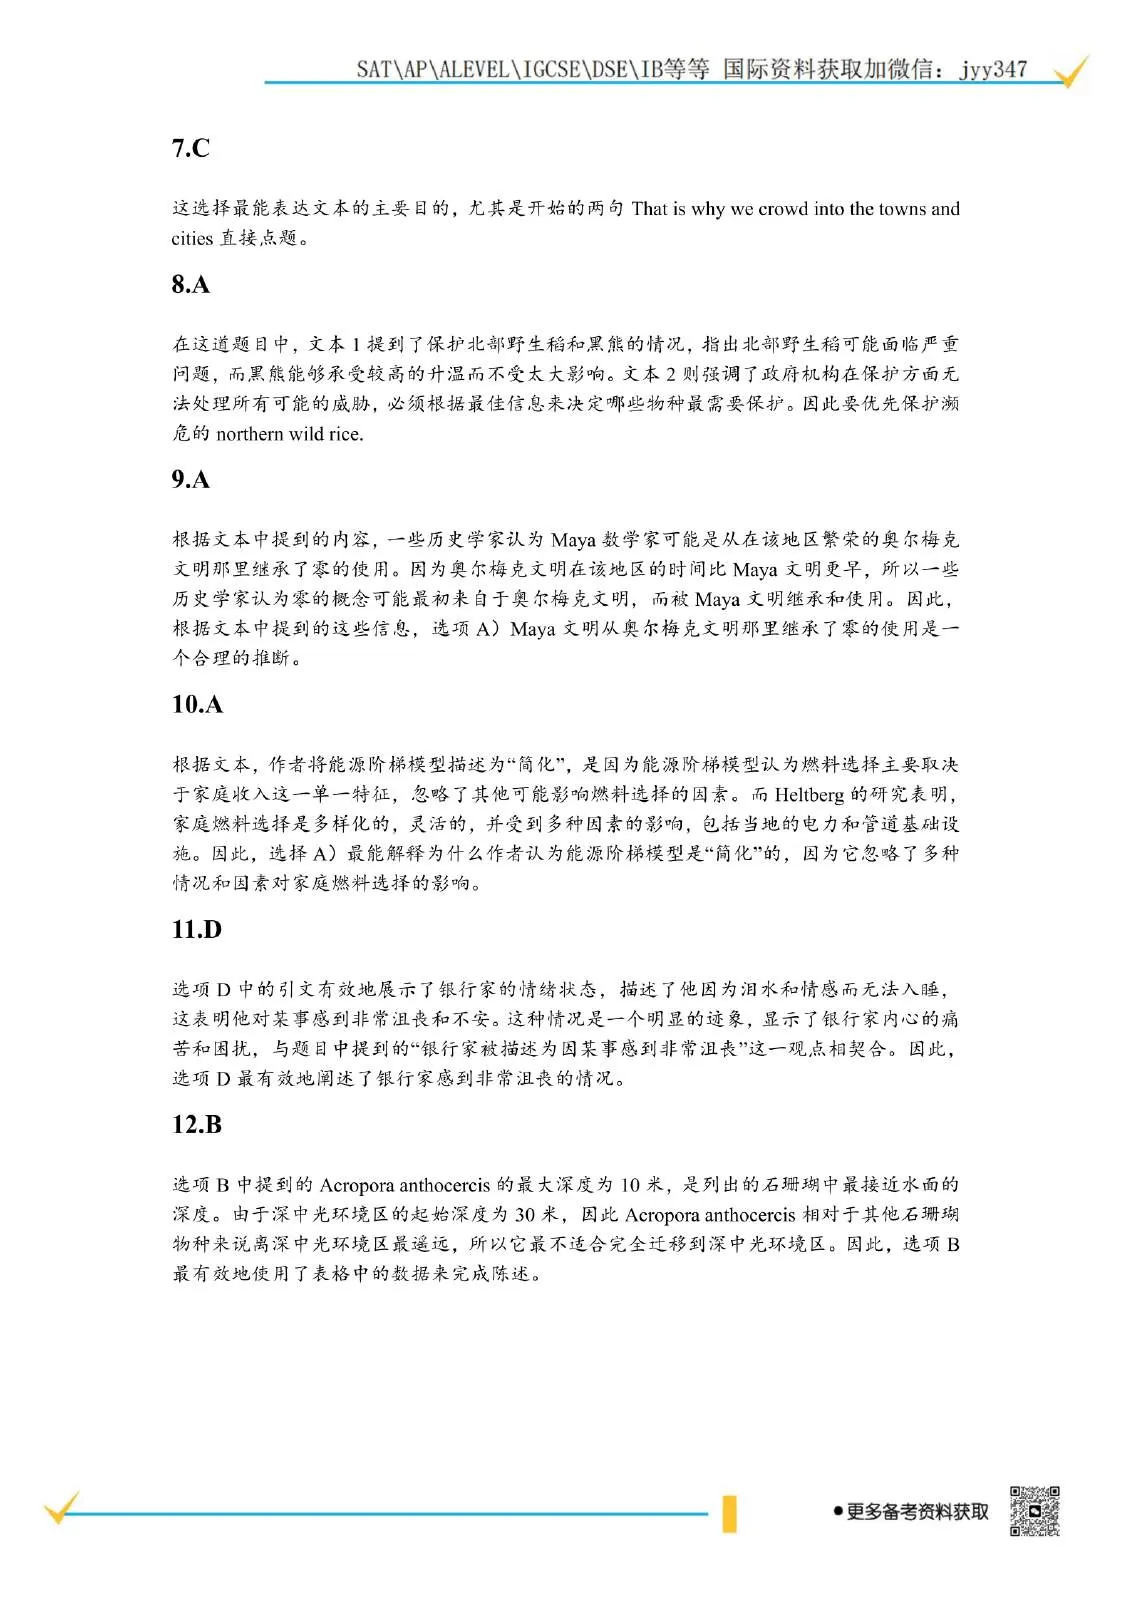 SAT\AP\ALEVEL\IGCSE\DSE\IB等等 国际资料获取加微信：jyy347
7.C
这选择最能表达文本的主要目的，尤其是开始的两句 That is why we crowd into the towns and
cities 直接点题。
8.A
在这道题目中，文本 1 提到了保护北部野生稻和黑熊的情况，指出北部野生稻可能面临严重
问题，而黑熊能够承受较高的升温而不受太大影响。文本 2 则强调了政府机构在保护方面无
法处理所有可能的威胁，必须根据最佳信息来决定哪些物种最需要保护。因此要优先保护濒
危的 northern wild rice.
9.A
根据文本中提到的内容，一些历史学家认为 Maya 数学家可能是从在该地区繁荣的奥尔梅克
文明那里继承了零的使用。因为奥尔梅克文明在该地区的时间比 Maya 文明更早，所以一些
历史学家认为零的概念可能最初来自于奥尔梅克文明，而被 Maya 文明继承和使用。因此，
根据文本中提到的这些信息，选项 A）Maya 文明从奥尔梅克文明那里继承了零的使用是一
个合理的推断。
10.A
根据文本，作者将能源阶梯模型描述为“简化”，是因为能源阶梯模型认为燃料选择主要取决
于家庭收入这一单一特征，忽略了其他可能影响燃料选择的因素。而 Heltberg 的研究表明，
家庭燃料选择是多样化的，灵活的，并受到多种因素的影响，包括当地的电力和管道基础设
施。因此，选择 A）最能解释为什么作者认为能源阶梯模型是“简化”的，因为它忽略了多种
情况和因素对家庭燃料选择的影响。
11.D
选项 D 中的引文有效地展示了银行家的情绪状态，描述了他因为泪水和情感而无法入睡，
这表明他对某事感到非常沮丧和不安。这种情况是一个明显的迹象，显示了银行家内心的痛
苦和困扰，与题目中提到的“银行家被描述为因某事感到非常沮丧”这一观点相契合。因此，
选项 D 最有效地阐述了银行家感到非常沮丧的情况。
12.B
选项 B 中提到的 Acropora anthocercis 的最大深度为 10 米，是列出的石珊瑚中最接近水面的
深度。由于深中光环境区的起始深度为 30 米，因此 Acropora anthocercis 相对于其他石珊瑚
物种来说离深中光环境区最遥远，所以它最不适合完全迁移到深中光环境区。因此，选项 B
最有效地使用了表格中的数据来完成陈述。
●更多备考资料获取